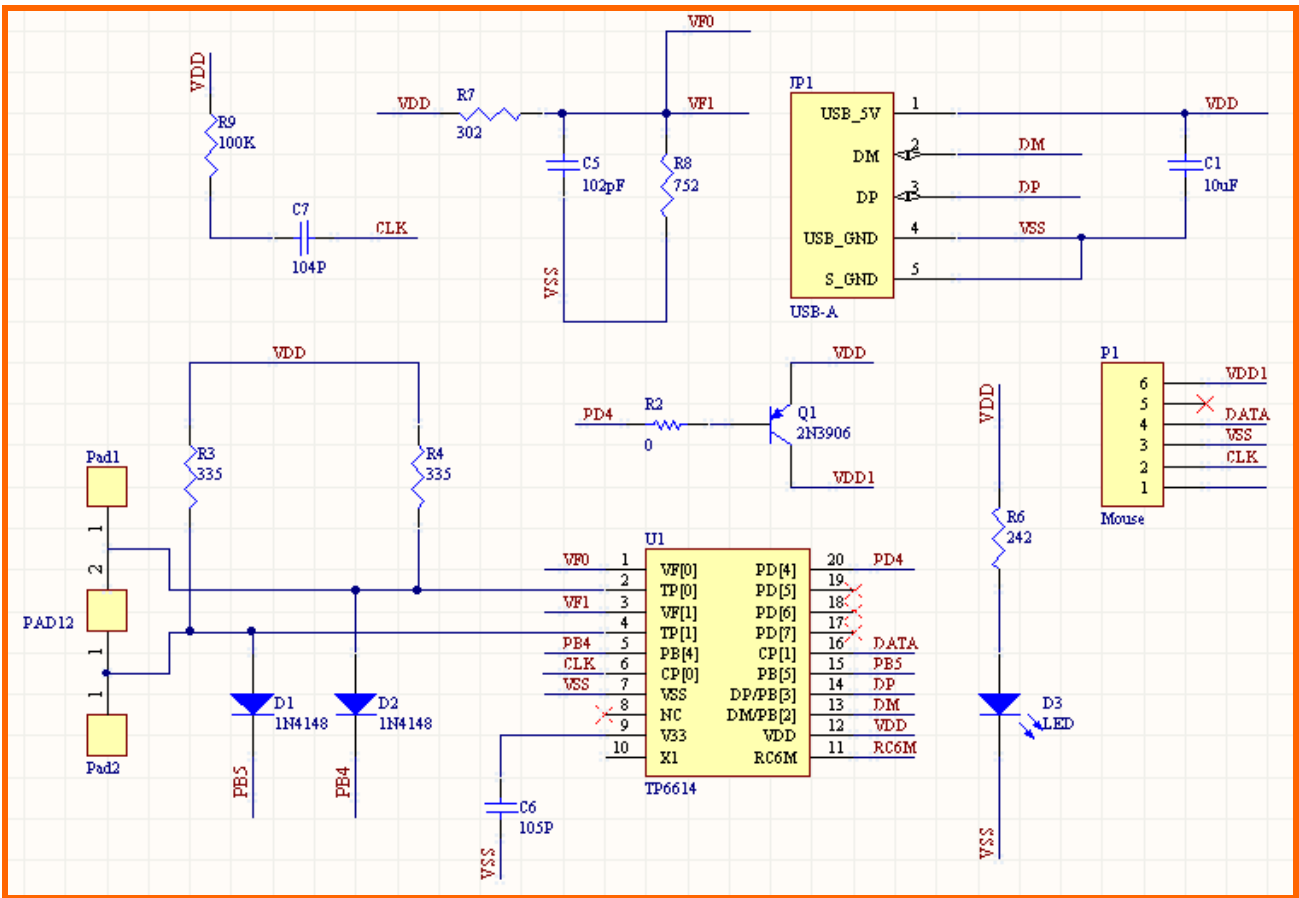 VF0
VDD
R9
100K
C7
104P
CLK
VDD
R7
302
VF1
C5
102pF
R8
752
VSS
JP1
USB_5V 1
DM 2
DP 3
USB_GND 4
S_GND 5
USB-A
VDD
DM
DP
VSS
C1
10uF
VDD
R3
335
R4
335
Pad1
1
2
PAD12
1
1
Pad2
D1
1N4148
D2
1N4148
PB5
PB4
PD4
R2
0
VDD
Q1
2N3906
VDD1
VDD
R6
242
D3
LED
VSS
P1
6 VDD1
5
4 DATA
3 VSS
2 CLK
1
Mouse
U1
VF0 1 VF[0] PD[4] 20 PD4
2 TP[0] PD[5] 19
VF1 3 VF[1] PD[6] 18
4 TP[1] PD[7] 17
PB4 5 PB[4] CP[1] 16 DATA
CLK 6 CP[0] PB[5] 15 PB5
VSS 7 VSS DP/PB[3] 14 DP
8 NC DM/PB[2] 13 DM
9 V33 VDD 12 VDD
10 X1 RC6M 11 RC6M
TP6614
C6
105P
VSS